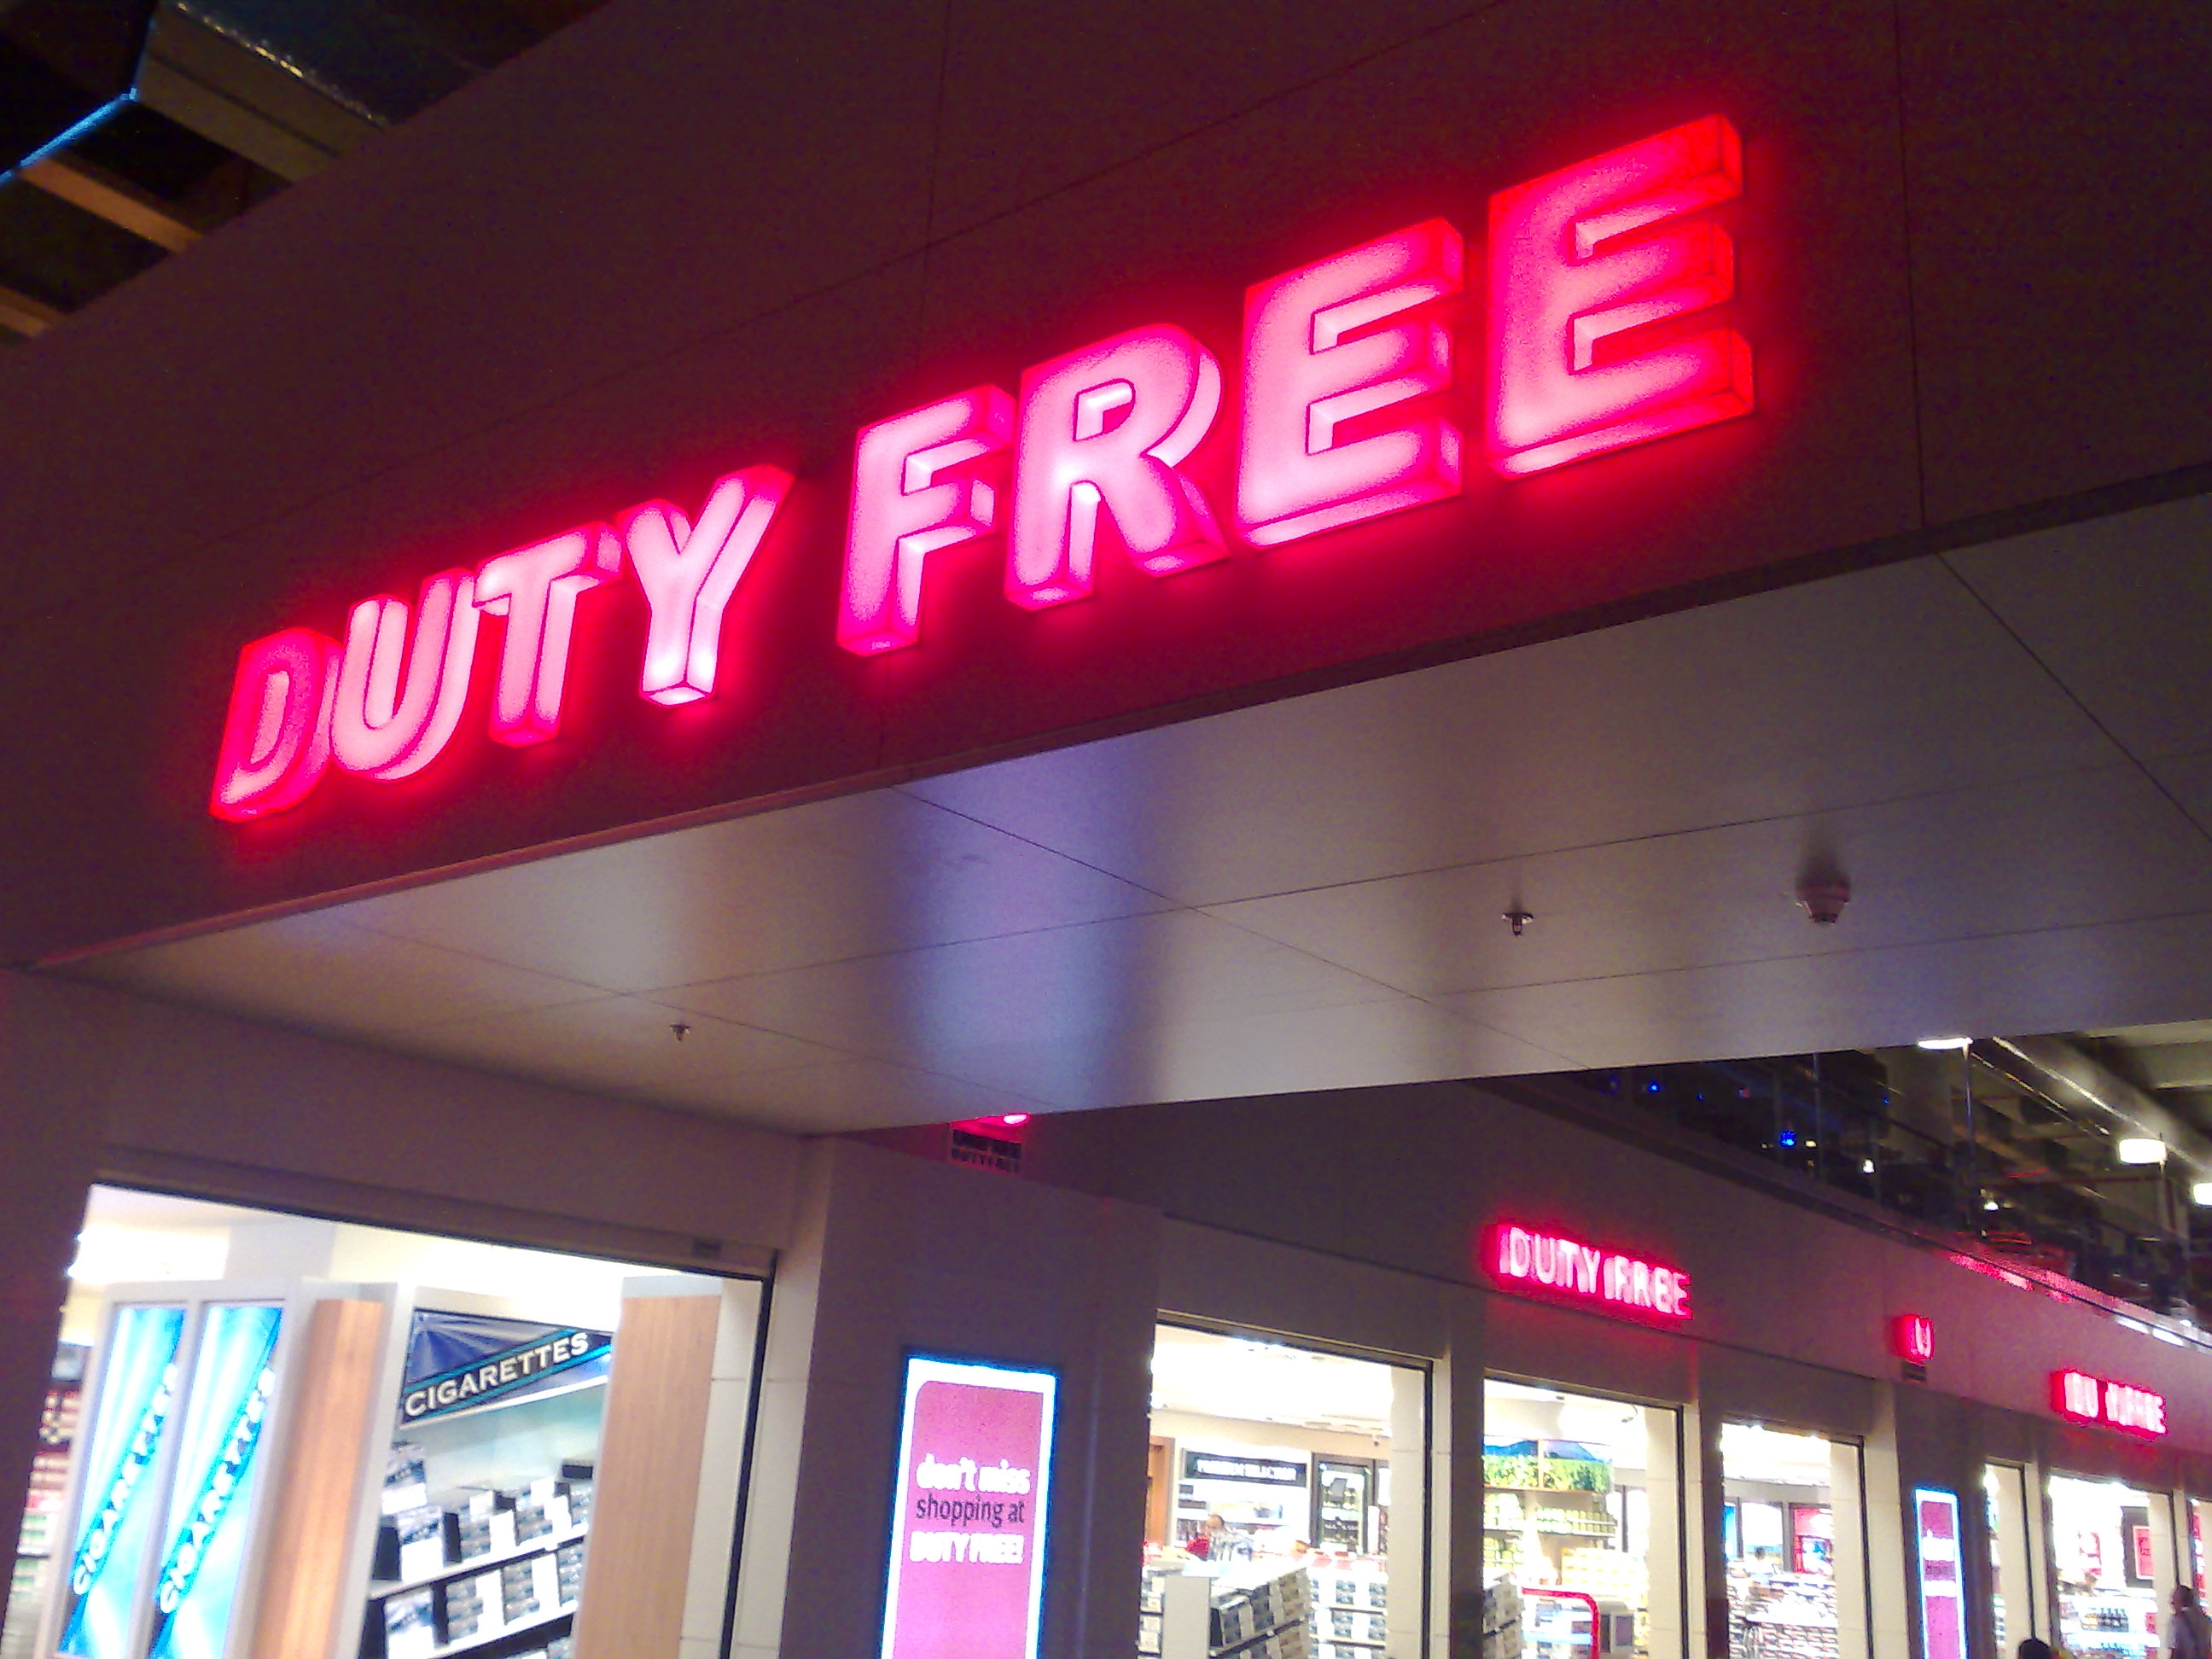 DUTY FREE
CIGARETTES
CIGARETTES
CIGARETTES
don't miss
shopping at
DUTY FREE!
DUTY FREE